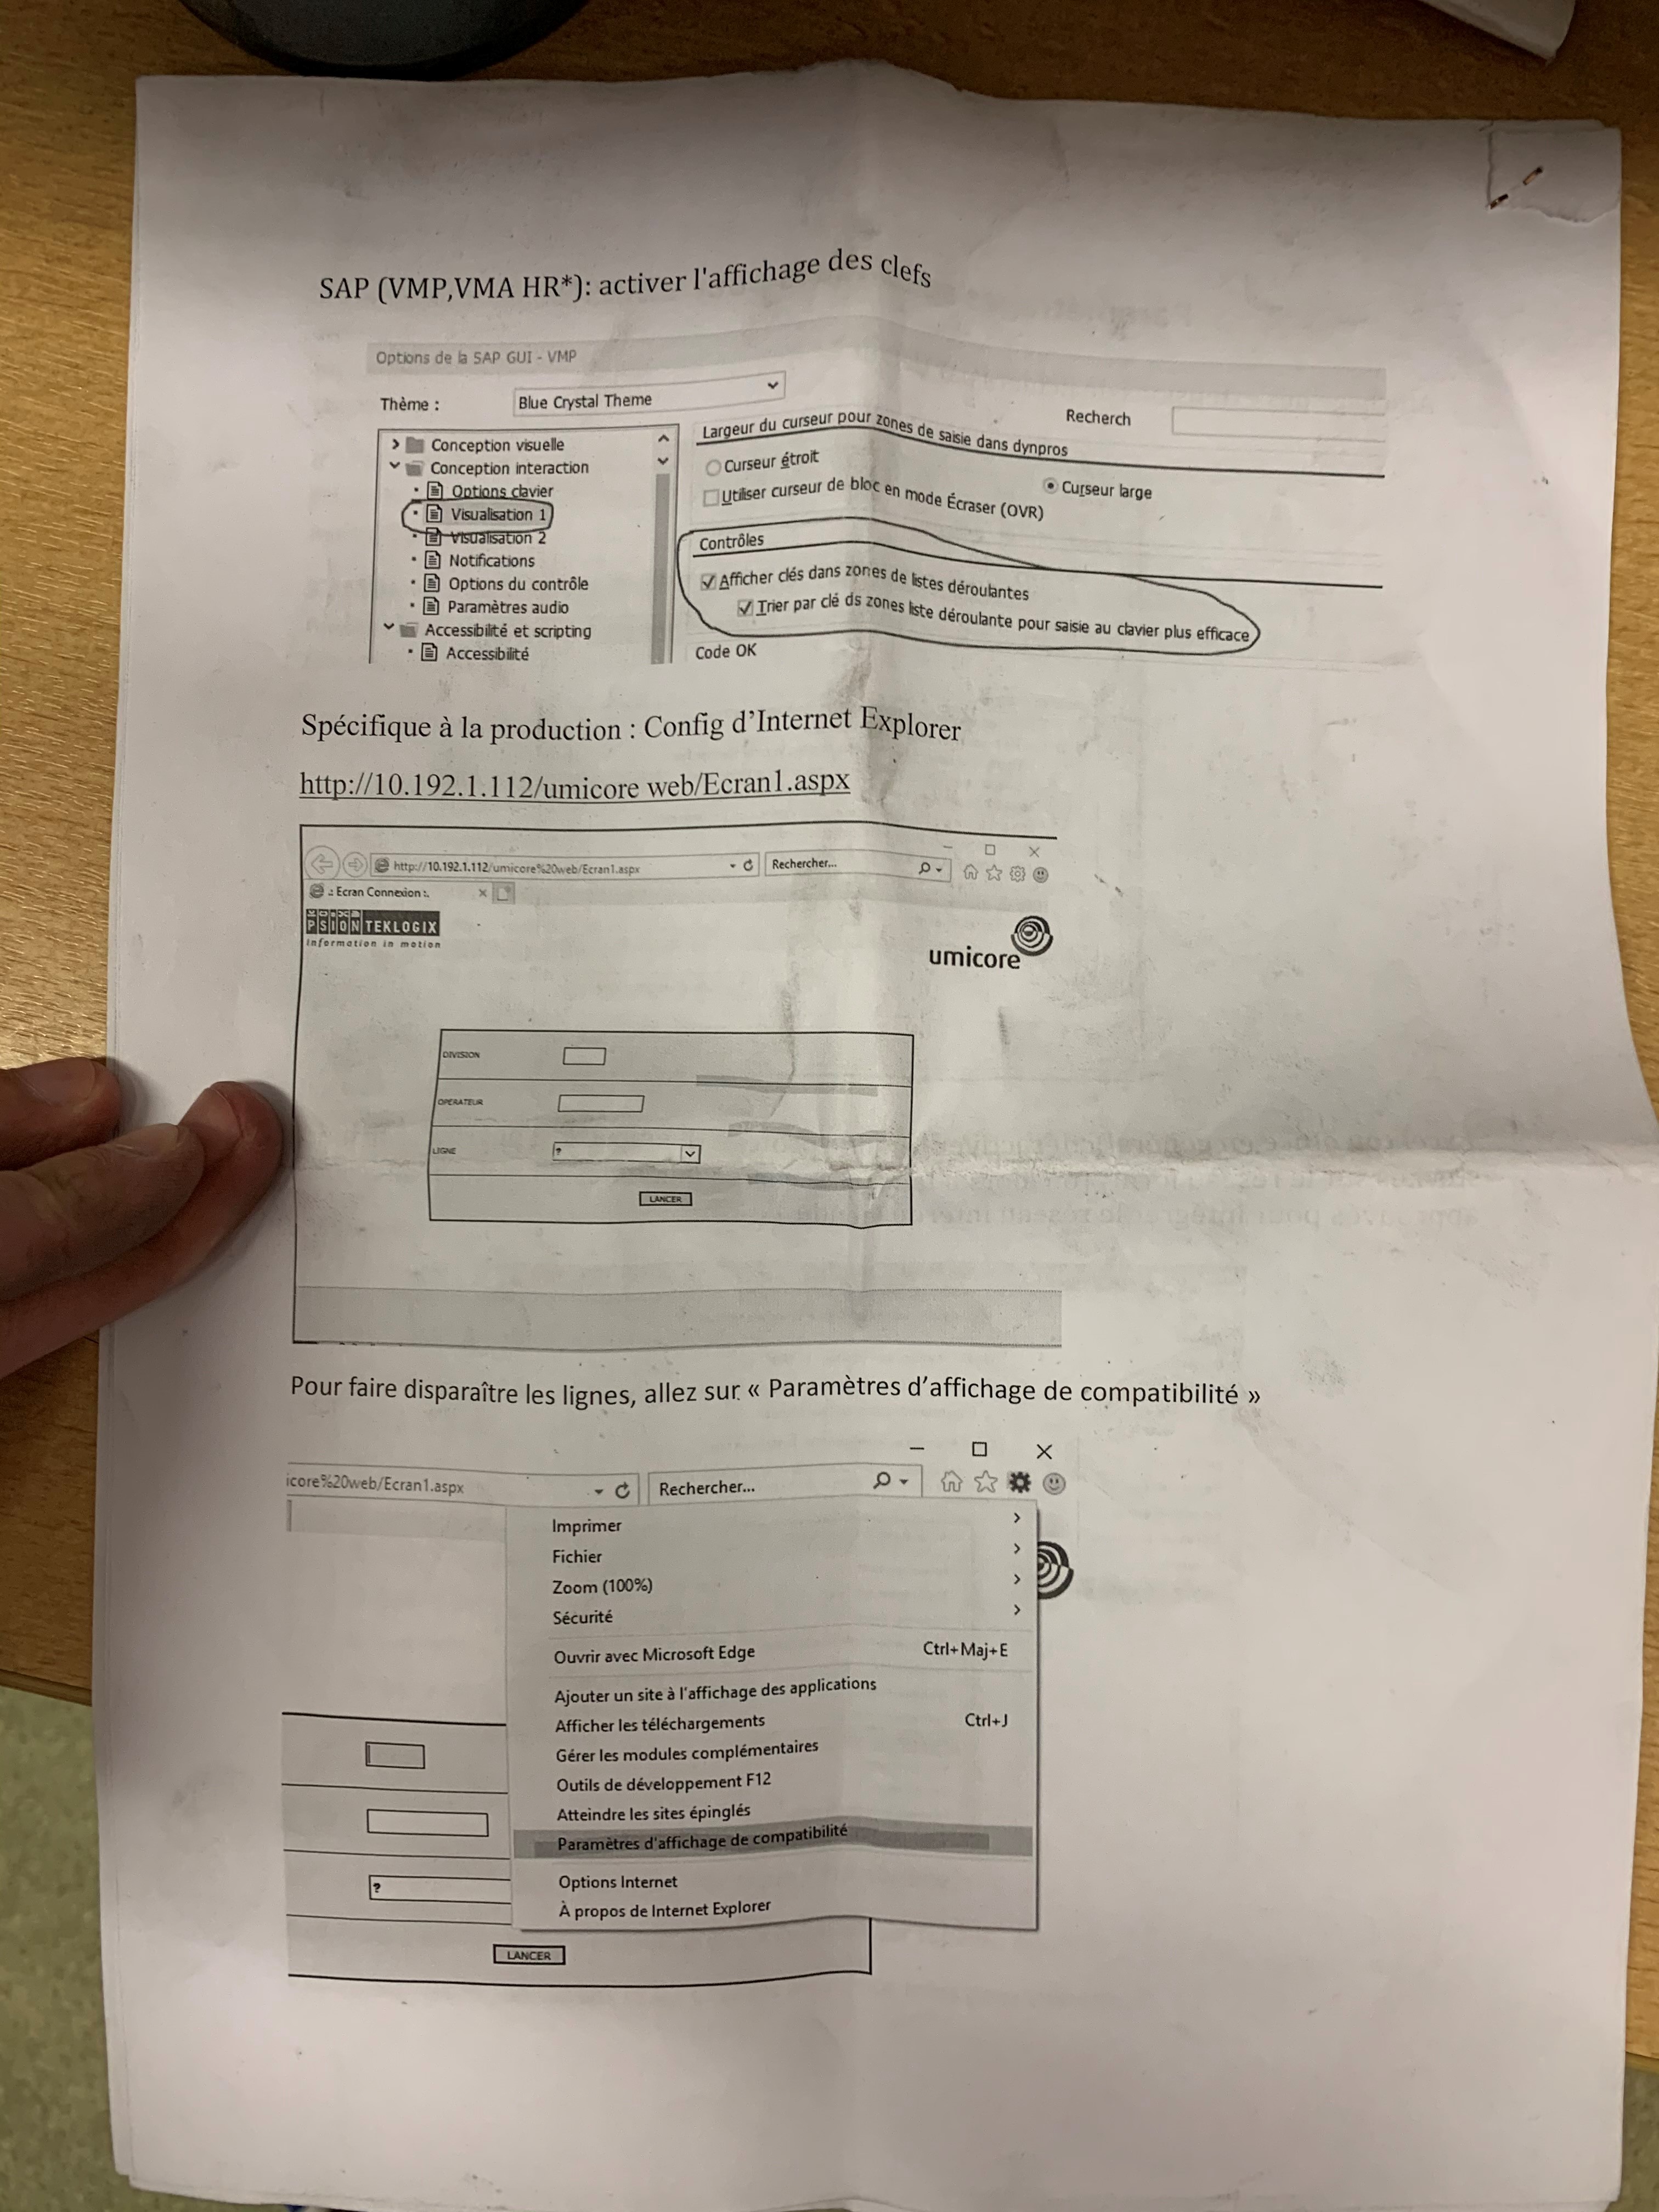 SAP (VMP,VMA HR*): activer l'affichage des clefs
Options de la SAP GUI - VMP
Thème :
Blue Crystal Theme
Recherch
Conception visuelle
Conception interaction
Options clavier
Visualisation 1
Visualisation 2
Notifications
Options du contrôle
Paramètres audio
Accessibilité et scripting
Accessibilité
Largeur du curseur pour zones de saisie dans dynpros
Curseur étroit
Curseur large
Utiliser curseur de bloc en mode Écraser (OVR)
Contrôles
Afficher clés dans zones de listes déroulantes
Trier par clé ds zones liste déroulante pour saisie au clavier plus efficace
Code OK
Spécifique à la production : Config d’Internet Explorer
http://10.192.1.112/umicore web/Ecran1.aspx
http://10.192.1.112/umicore%20web/Ecran1.aspx
Rechercher...
.: Ecran Connexion :.
PSION TEKLOGIX
Information in motion
umicore
DIVISION
OPERATEUR
LIGNE
?
LANCER
Pour faire disparaître les lignes, allez sur « Paramètres d’affichage de compatibilité »
icore%20web/Ecran1.aspx
Rechercher...
Imprimer
Fichier
Zoom (100%)
Sécurité
Ouvrir avec Microsoft Edge Ctrl+Maj+E
Ajouter un site à l'affichage des applications
Afficher les téléchargements Ctrl+J
Gérer les modules complémentaires
Outils de développement F12
Atteindre les sites épinglés
Paramètres d'affichage de compatibilité
Options Internet
À propos de Internet Explorer
?
LANCER